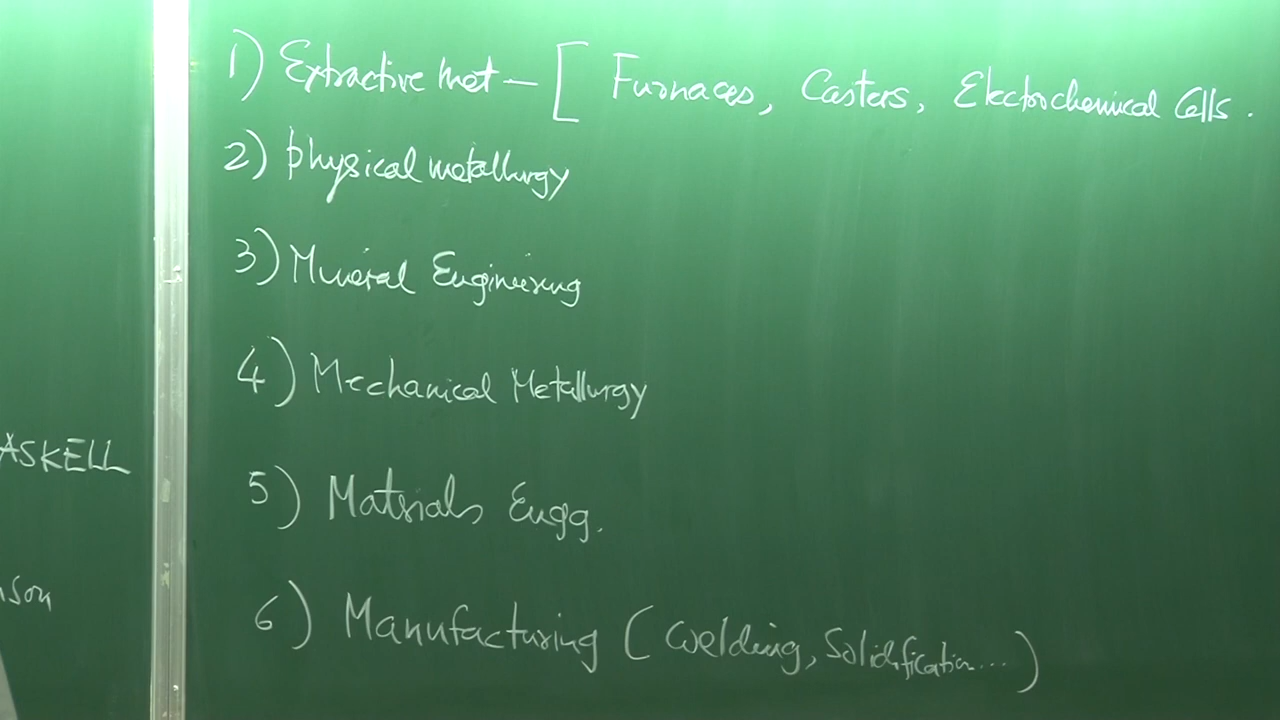 1) Extractive Met – [ Furnaces, Casters, Electrochemical Cells.
2) physical metallurgy
3) Mineral Engineering
4) Mechanical Metallurgy
ASKELL
5) Materials Engg.
nson
6) Manufacturing (welding, Solidification...)